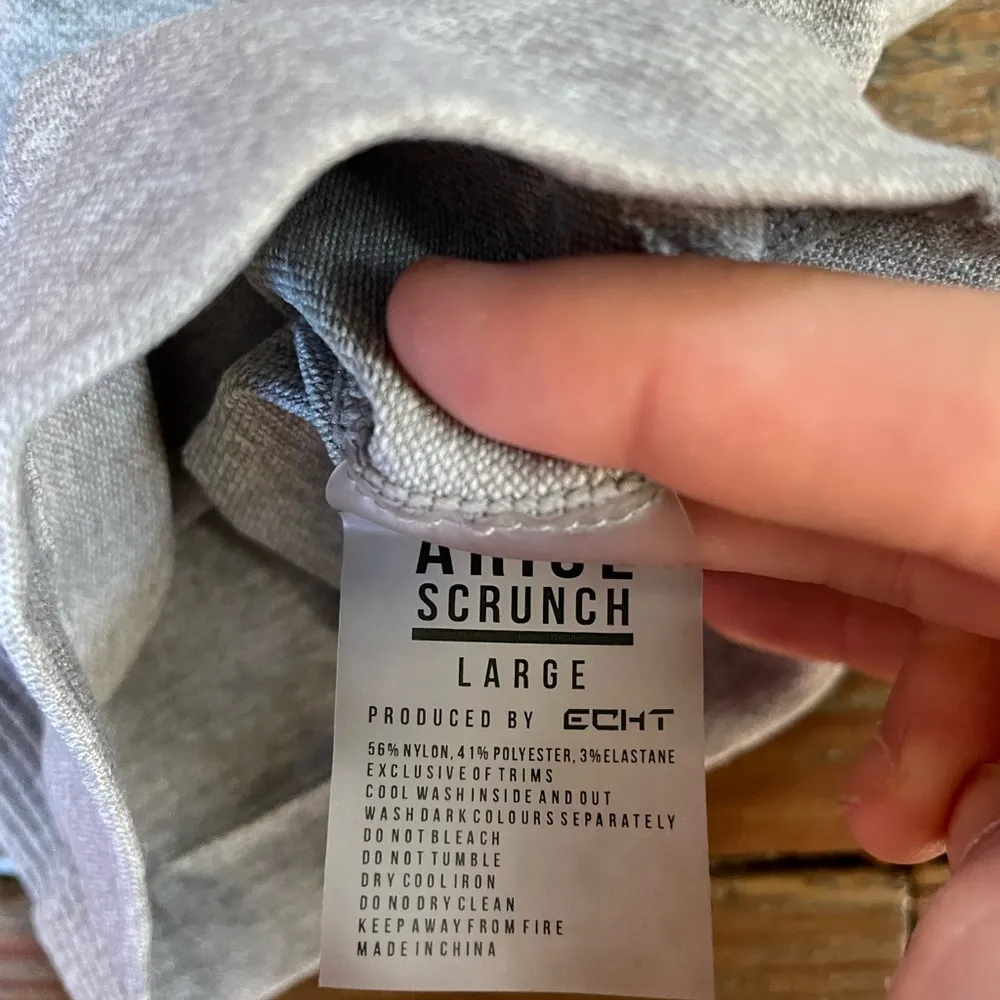 ARISE
SCRUNCH
LARGE
PRODUCED BY ECHT
56% NYLON, 41% POLYESTER, 3% ELASTANE
EXCLUSIVE OF TRIMS
COOL WASH INSIDE AND OUT
WASH DARK COLOURS SEPARATELY
DO NOT BLEACH
DO NOT TUMBLE
DRY COOL IRON
DO NO DRY CLEAN
KEEP AWAY FROM FIRE
MADE IN CHINA